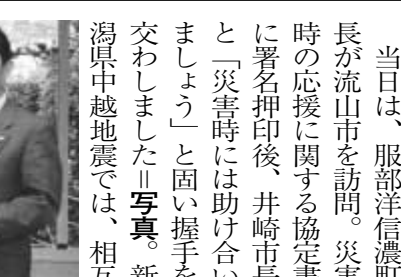 当日は、服部洋信濃町
長が流山市を訪問。災害
時の応援に関する協定書
に署名押印後、井崎市長
と「災害時には助け合い
ましょう」と固い握手を
交わしました＝写真。新
潟県中越地震では、相互